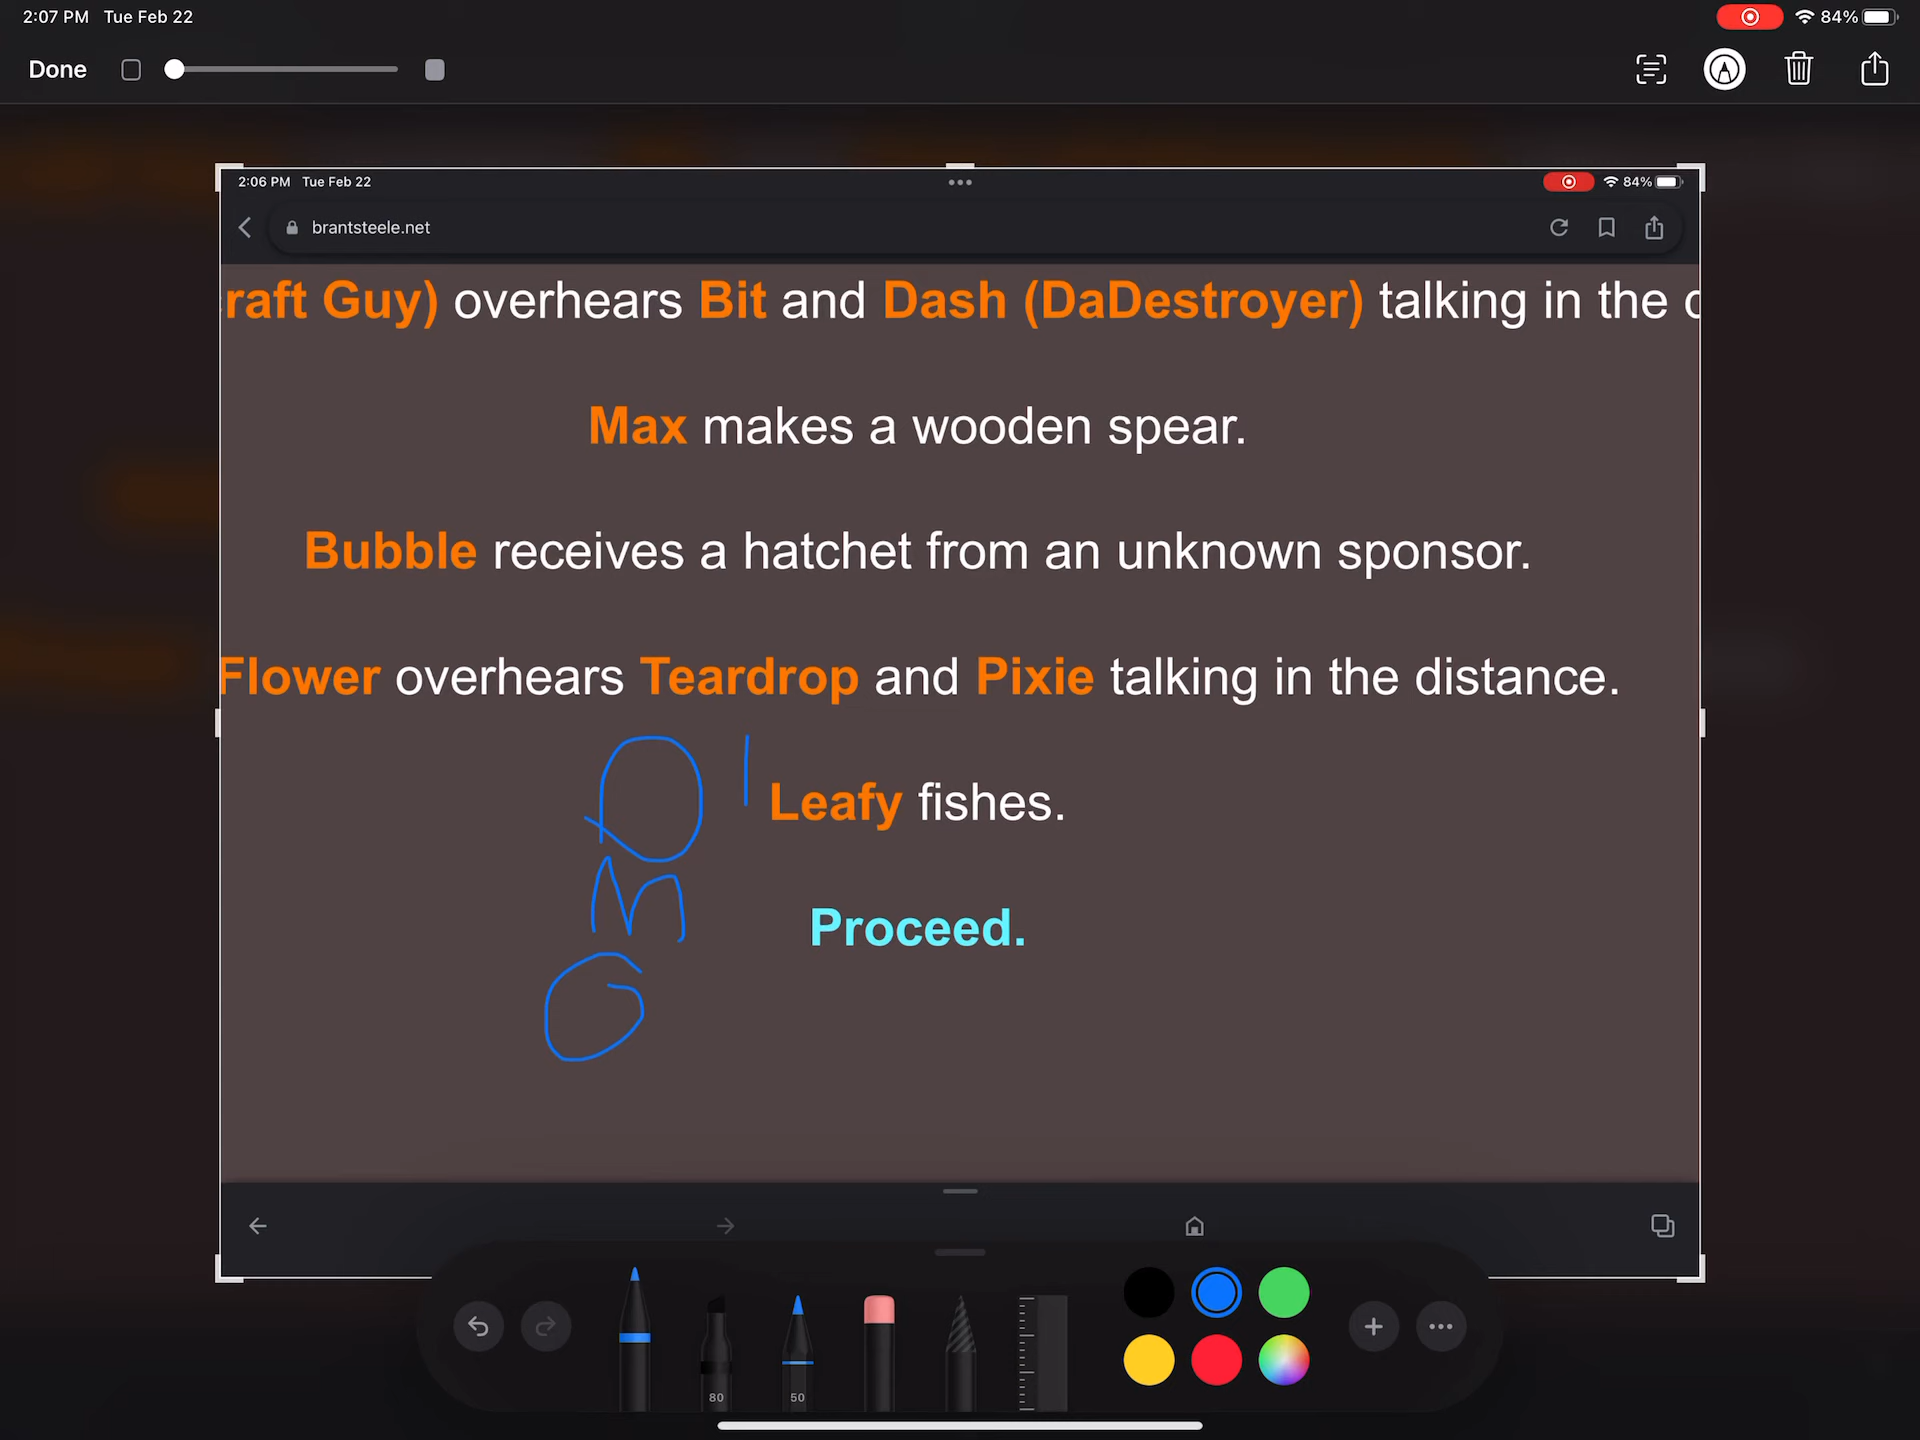 2:07 PM Tue Feb 22
84%
Done
2:06 PM Tue Feb 22
84%
brantsteele.net
raft Guy) overhears Bit and Dash (DaDestroyer) talking in the
Max makes a wooden spear.
Bubble receives a hatchet from an unknown sponsor.
Flower overhears Teardrop and Pixie talking in the distance.
Leafy fishes.
Proceed.
80
50